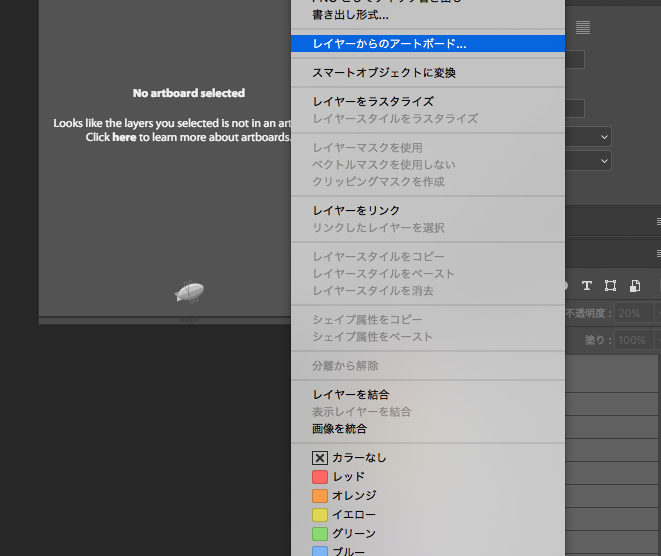 書き出し形式...
レイヤーからのアートボード...
スマートオブジェクトに変換
レイヤーをラスタライズ
レイヤースタイルをラスタライズ
レイヤーマスクを使用
ベクトルマスクを使用しない
クリッピングマスクを作成
レイヤーをリンク
リンクしたレイヤーを選択
レイヤースタイルをコピー
レイヤースタイルをペースト
レイヤースタイルを消去
シェイプ属性をコピー
シェイプ属性をペースト
分離から解除
レイヤーを結合
表示レイヤーを結合
画像を統合
カラーなし
レッド
オレンジ
イエロー
グリーン
ブルー
No artboard selected
Looks like the layers you selected is not in an
Click here to learn more about artboards.
不透明度: 20%
塗り: 100%